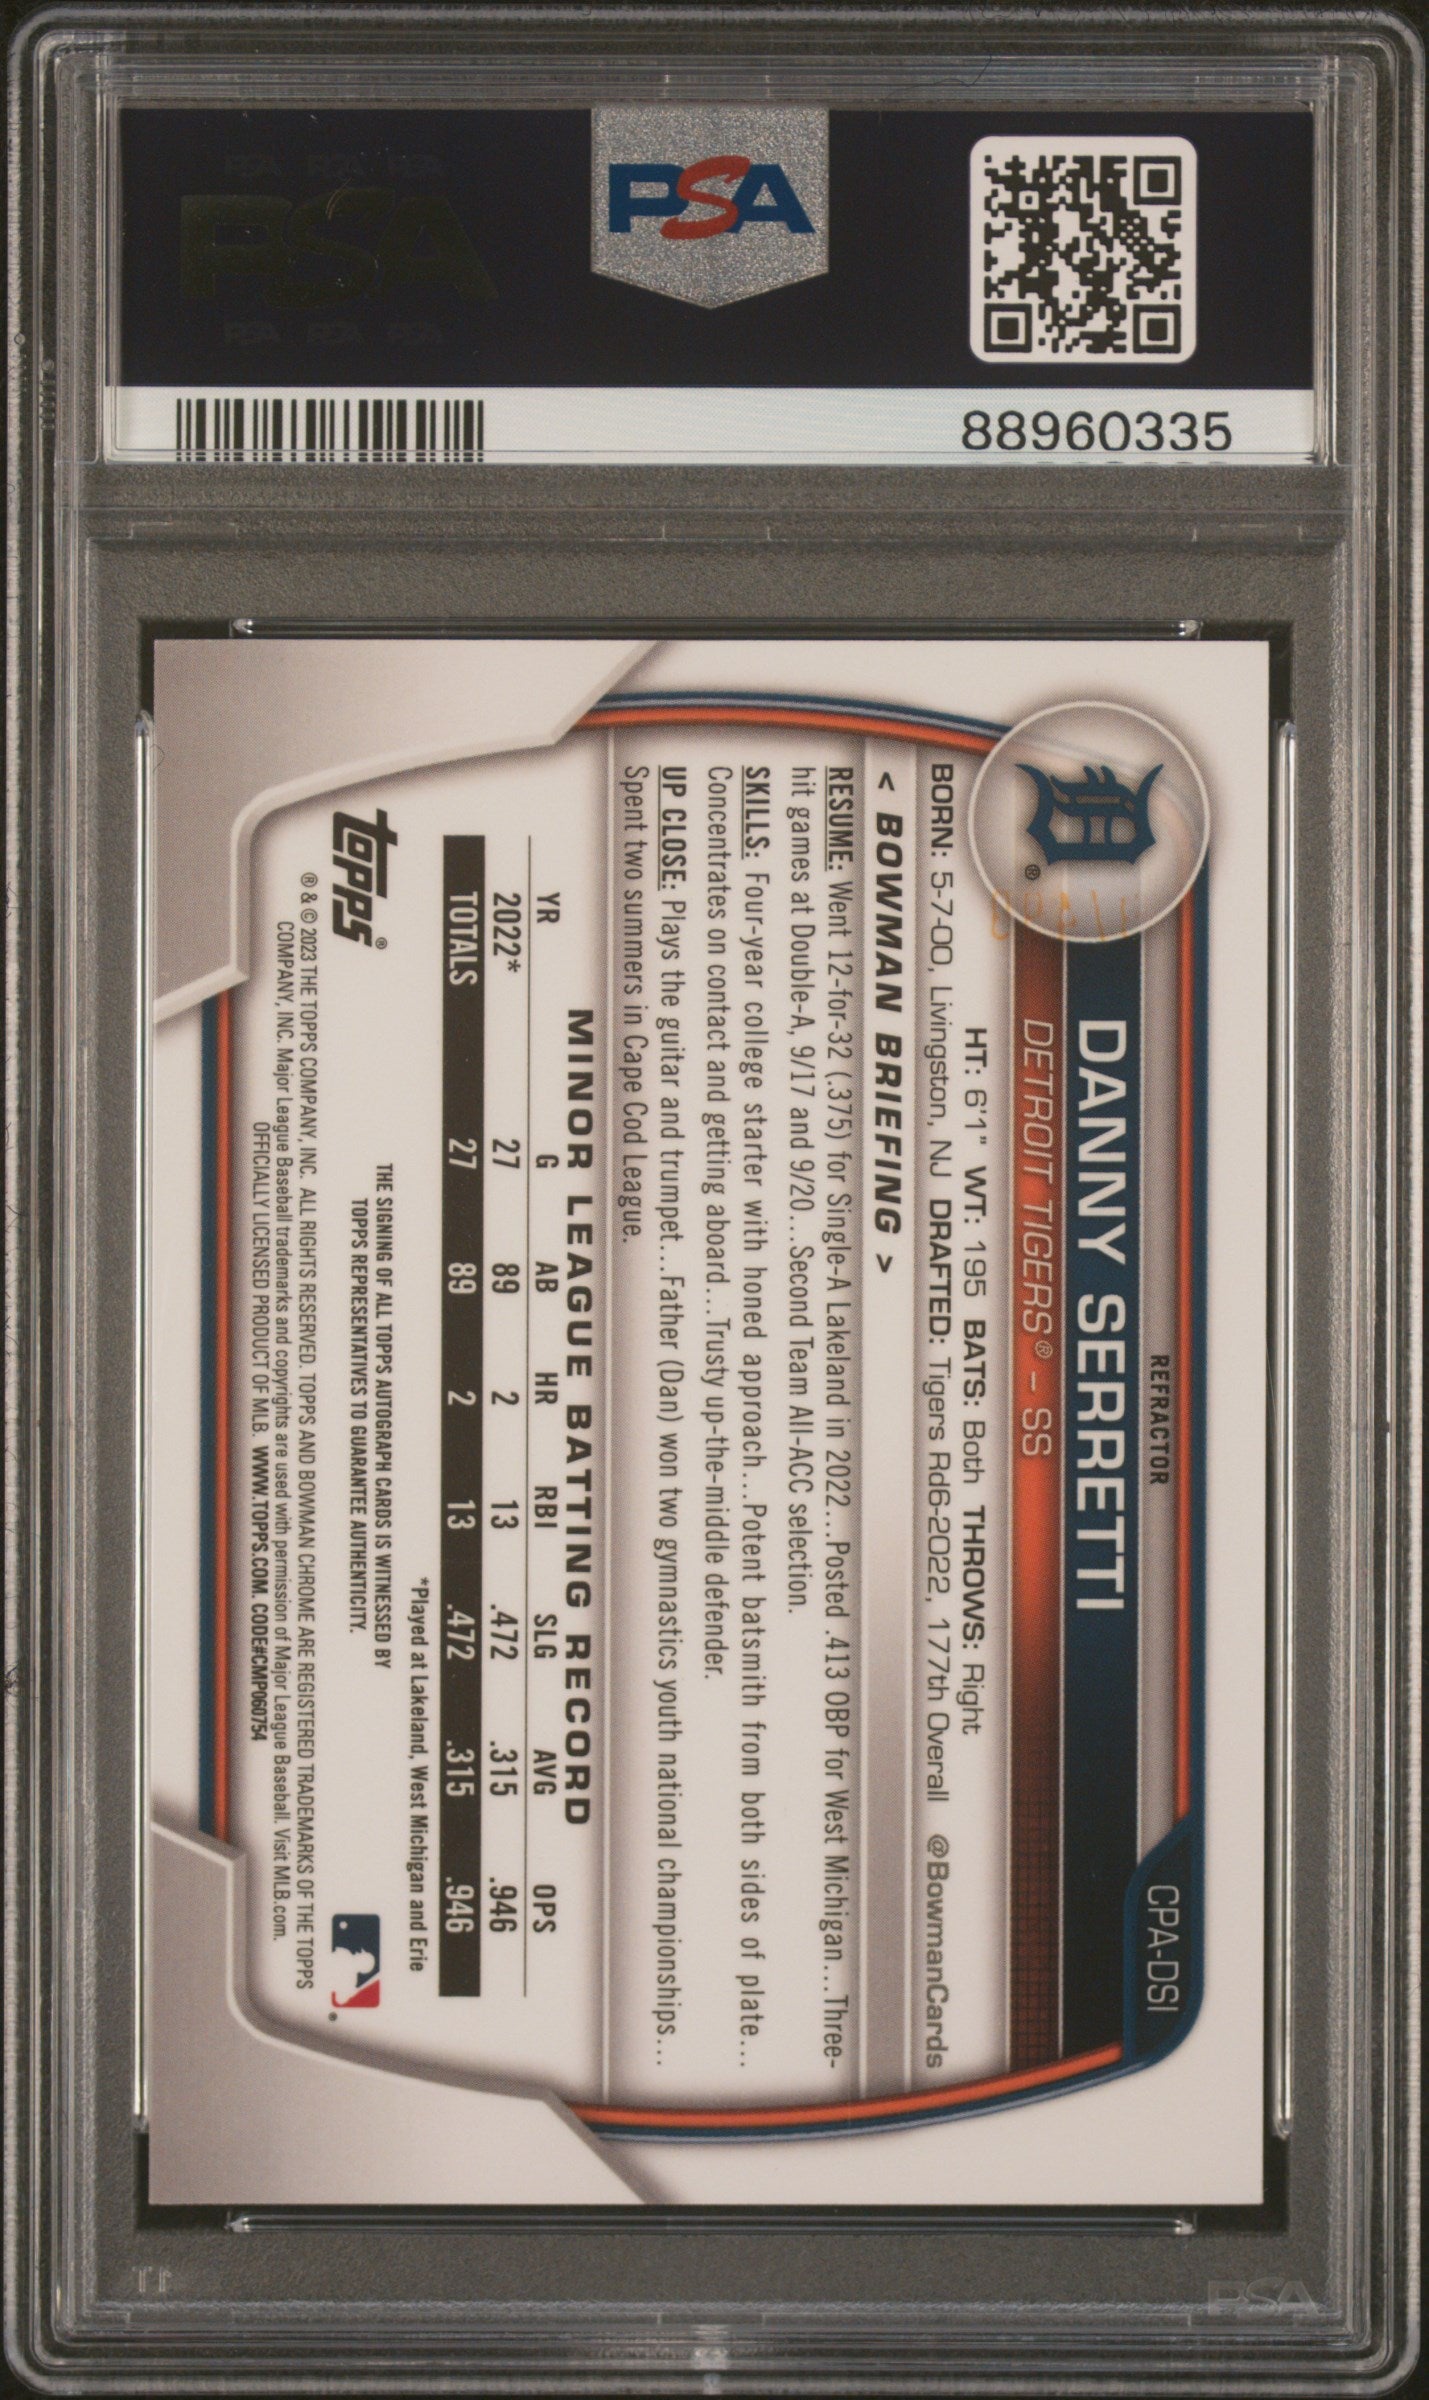 PSA
88960335
REFRACTOR
CPA-DSI
DANNY SERRETTI
DETROIT TIGERS® – SS
HT: 6'1" WT: 195 BATS: Both THROWS: Right
BORN: 5-7-00, Livingston, NJ DRAFTED: Tigers Rd6-2022, 177th Overall @BowmanCards
< BOWMAN BRIEFING >
RESUME: Went 12-for-32 (.375) for Single-A Lakeland in 2022...Posted .413 OBP for West Michigan...Three-
hit games at Double-A, 9/17 and 9/20...Second Team All-ACC selection.
SKILLS: Four-year college starter with honed approach...Potent batsmith from both sides of plate...
Concentrates on contact and getting aboard...Trusty up-the-middle defender.
UP CLOSE: Plays the guitar and trumpet...Father (Dan) won two gymnastics youth national championships...
Spent two summers in Cape Cod League.
MINOR LEAGUE BATTING RECORD
YR G AB HR RBI SLG AVG OPS
2022* 27 89 2 13 .472 .315 .946
TOTALS 27 89 2 13 .472 .315 .946
*Played at Lakeland, West Michigan and Erie
THE SIGNING OF ALL TOPPS AUTOGRAPH CARDS IS WITNESSED BY
TOPPS REPRESENTATIVES TO GUARANTEE AUTHENTICITY.
topps®
® & © 2023 THE TOPPS COMPANY, INC. ALL RIGHTS RESERVED. TOPPS AND BOWMAN CHROME ARE REGISTERED TRADEMARKS OF THE TOPPS
COMPANY, INC. Major League Baseball trademarks and copyrights are used with permission of Major League Baseball. Visit MLB.com.
OFFICIALLY LICENSED PRODUCT OF MLB. WWW.TOPPS.COM. CODE#CMP060754
PSA